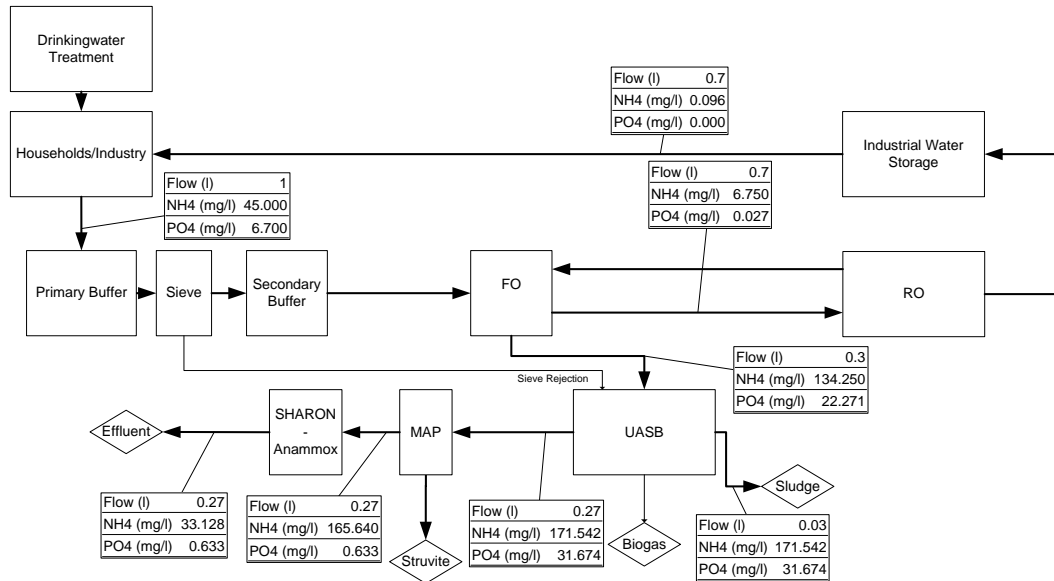 Drinkingwater
Treatment
Flow (l) 0.7
NH4 (mg/l) 0.096
PO4 (mg/l) 0.000
Households/Industry
Industrial Water
Storage
Flow (l) 1
NH4 (mg/l) 45.000
PO4 (mg/l) 6.700
Flow (l) 0.7
NH4 (mg/l) 6.750
PO4 (mg/l) 0.027
Primary Buffer
Sieve
Secondary
Buffer
FO
RO
Sieve Rejection
Flow (l) 0.3
NH4 (mg/l) 134.250
PO4 (mg/l) 22.271
Effluent
SHARON
-
Anammox
MAP
UASB
Sludge
Flow (l) 0.27
NH4 (mg/l) 33.128
PO4 (mg/l) 0.633
Flow (l) 0.27
NH4 (mg/l) 165.640
PO4 (mg/l) 0.633
Struvite
Flow (l) 0.27
NH4 (mg/l) 171.542
PO4 (mg/l) 31.674
Biogas
Flow (l) 0.03
NH4 (mg/l) 171.542
PO4 (mg/l) 31.674